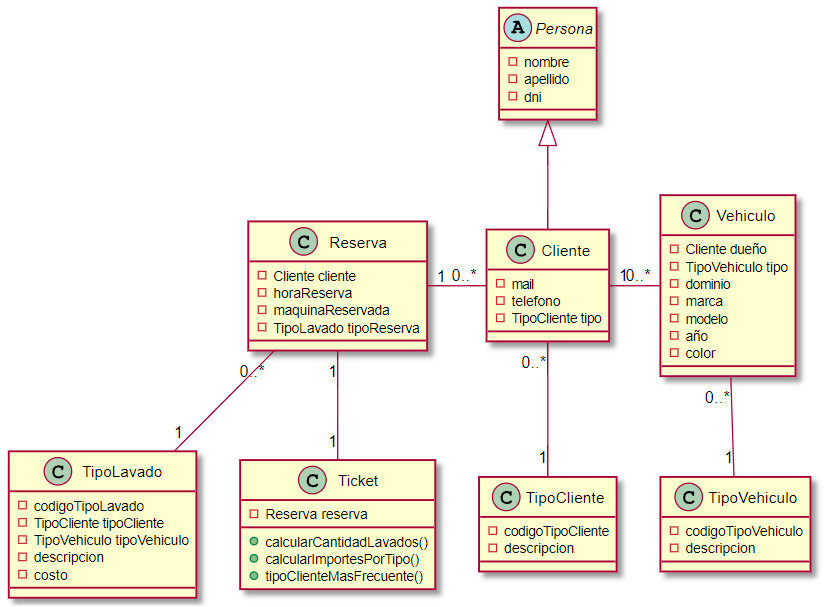 A Persona
nombre
apellido
dni
C Reserva
Cliente cliente
horaReserva
maquinaReservada
TipoLavado tipoReserva
1 0..*
C Cliente
mail
telefono
TipoCliente tipo
1 0..*
C Vehiculo
Cliente dueño
TipoVehiculo tipo
dominio
marca
modelo
año
color
0..*
1
1
1
0..*
1
0..*
1
C TipoLavado
codigoTipoLavado
TipoCliente tipoCliente
TipoVehiculo tipoVehiculo
descripcion
costo
C Ticket
Reserva reserva
calcularCantidadLavados()
calcularImportesPorTipo()
tipoClienteMasFrecuente()
C TipoCliente
codigoTipoCliente
descripcion
C TipoVehiculo
codigoTipoVehiculo
descripcion